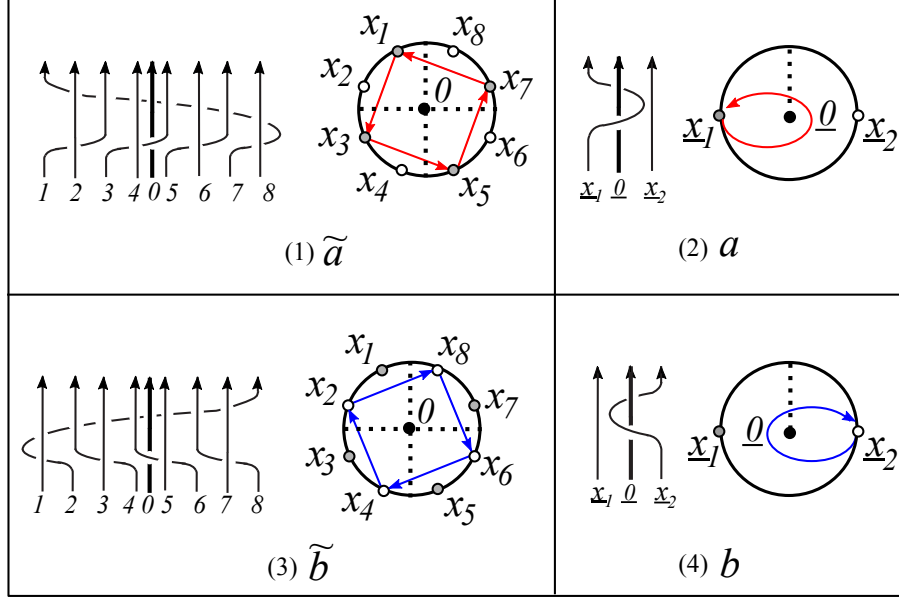 x1 x8
x2 0 x7
x3 x6
x4 x5
1 2 3 4 0 5 6 7 8
(1) ã
x1 0 x2
x1 0 x2
(2) a
x1 x8
x2 0 x7
x3 x6
x4 x5
1 2 3 4 0 5 6 7 8
(3) b̃
x1 0 x2
x1 0 x2
(4) b